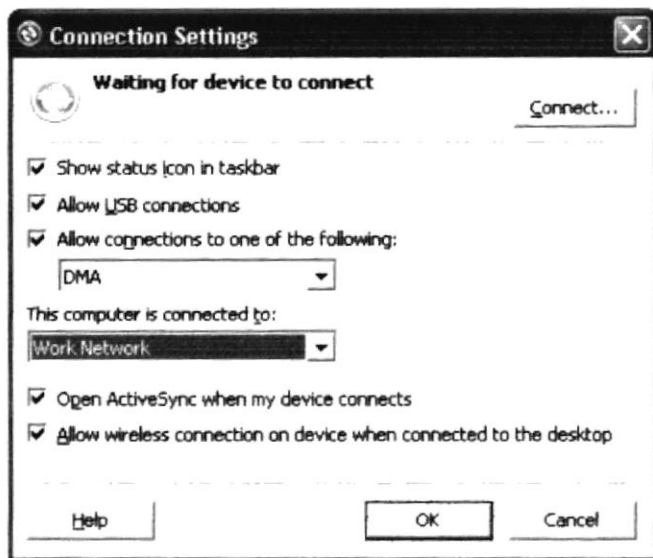 Connection Settings
Waiting for device to connect
Connect...
Show status icon in taskbar
Allow USB connections
Allow connections to one of the following:
DMA
This computer is connected to:
Work Network
Open ActiveSync when my device connects
Allow wireless connection on device when connected to the desktop
Help OK Cancel